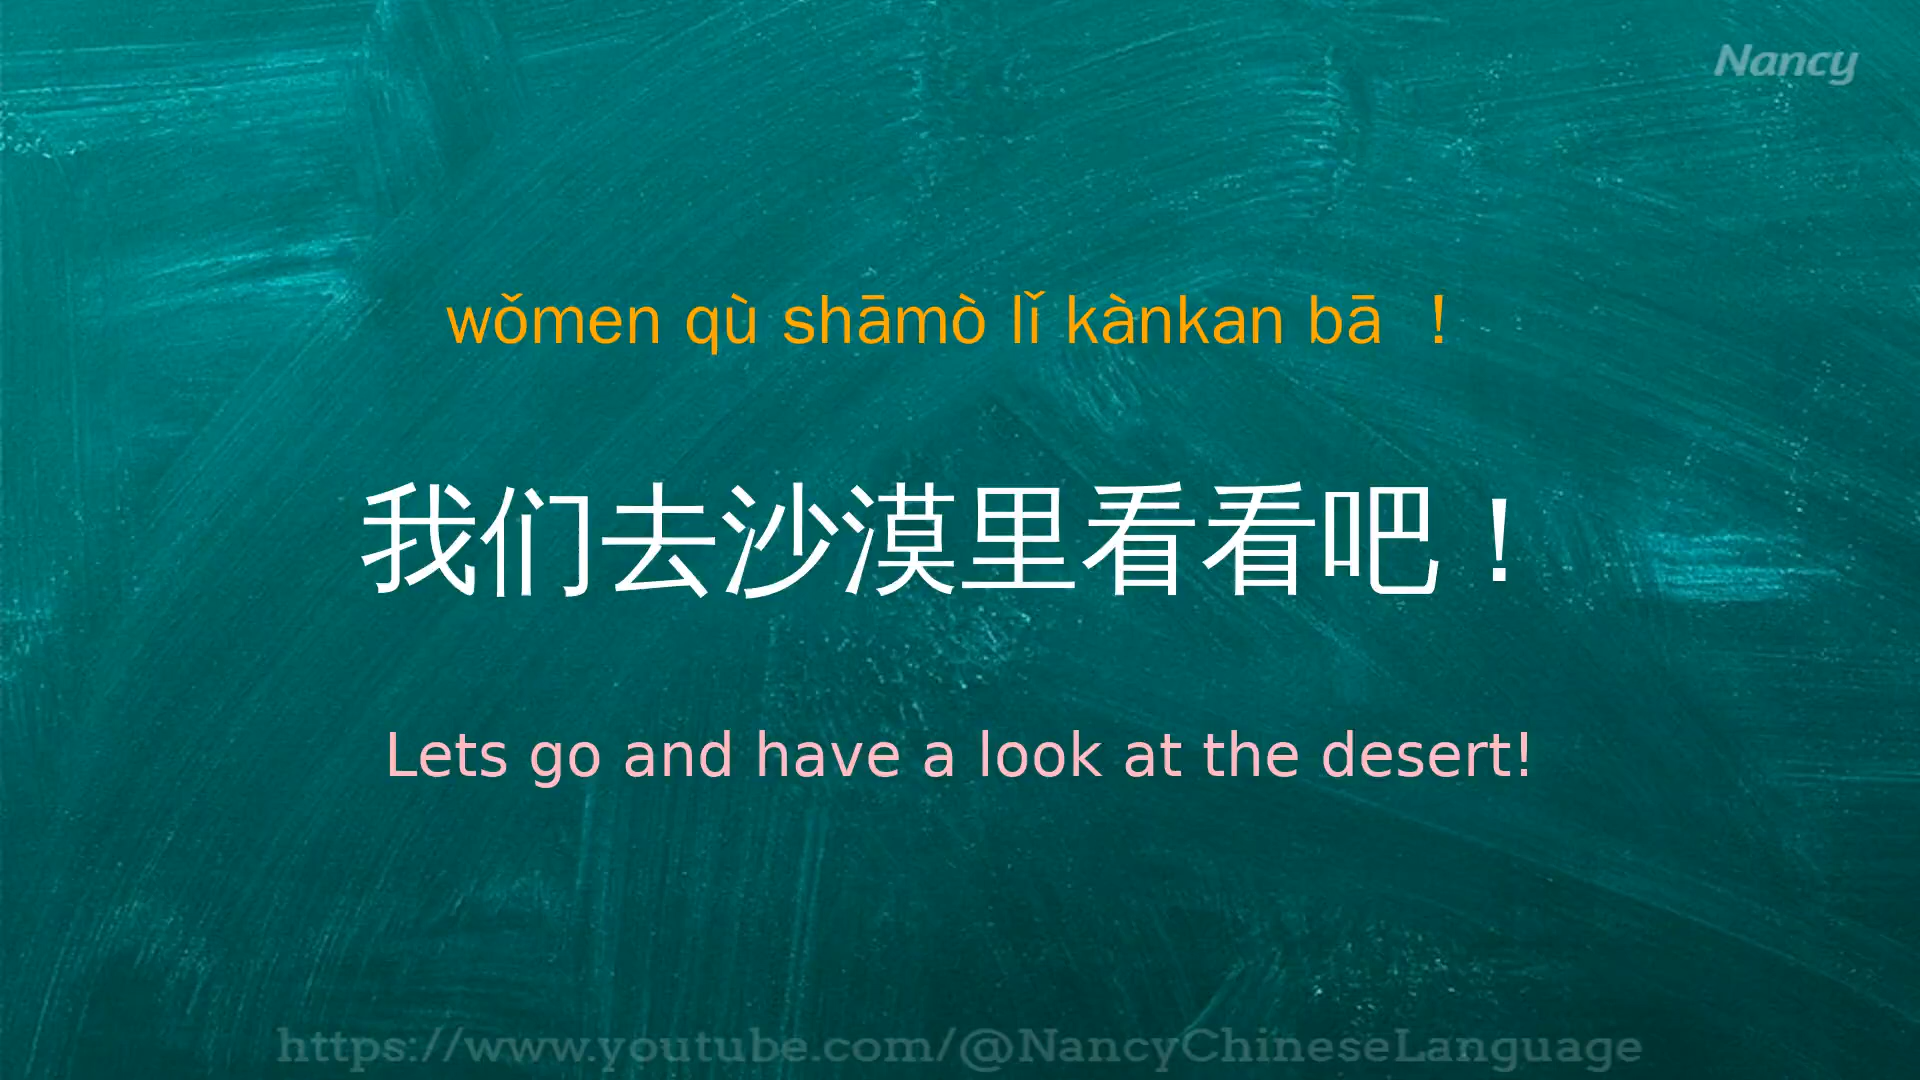 Nancy
wǒmen qù shāmò lǐ kànkan bā ！
我们去沙漠里看看吧！
Lets go and have a look at the desert!
https://www.youtube.com/@NancyChineseLanguage